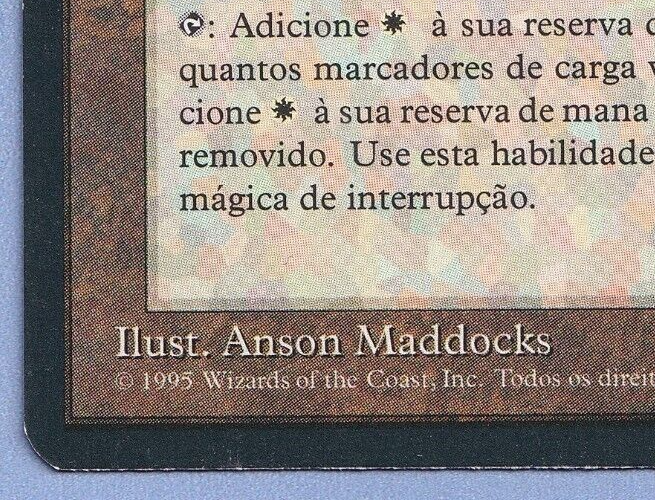 : Adicione à sua reserva
quantos marcadores de carga
cione à sua reserva de mana
removido. Use esta habilidade
mágica de interrupção.
Illust. Anson Maddocks
© 1995 Wizards of the Coast, Inc. Todos os direit